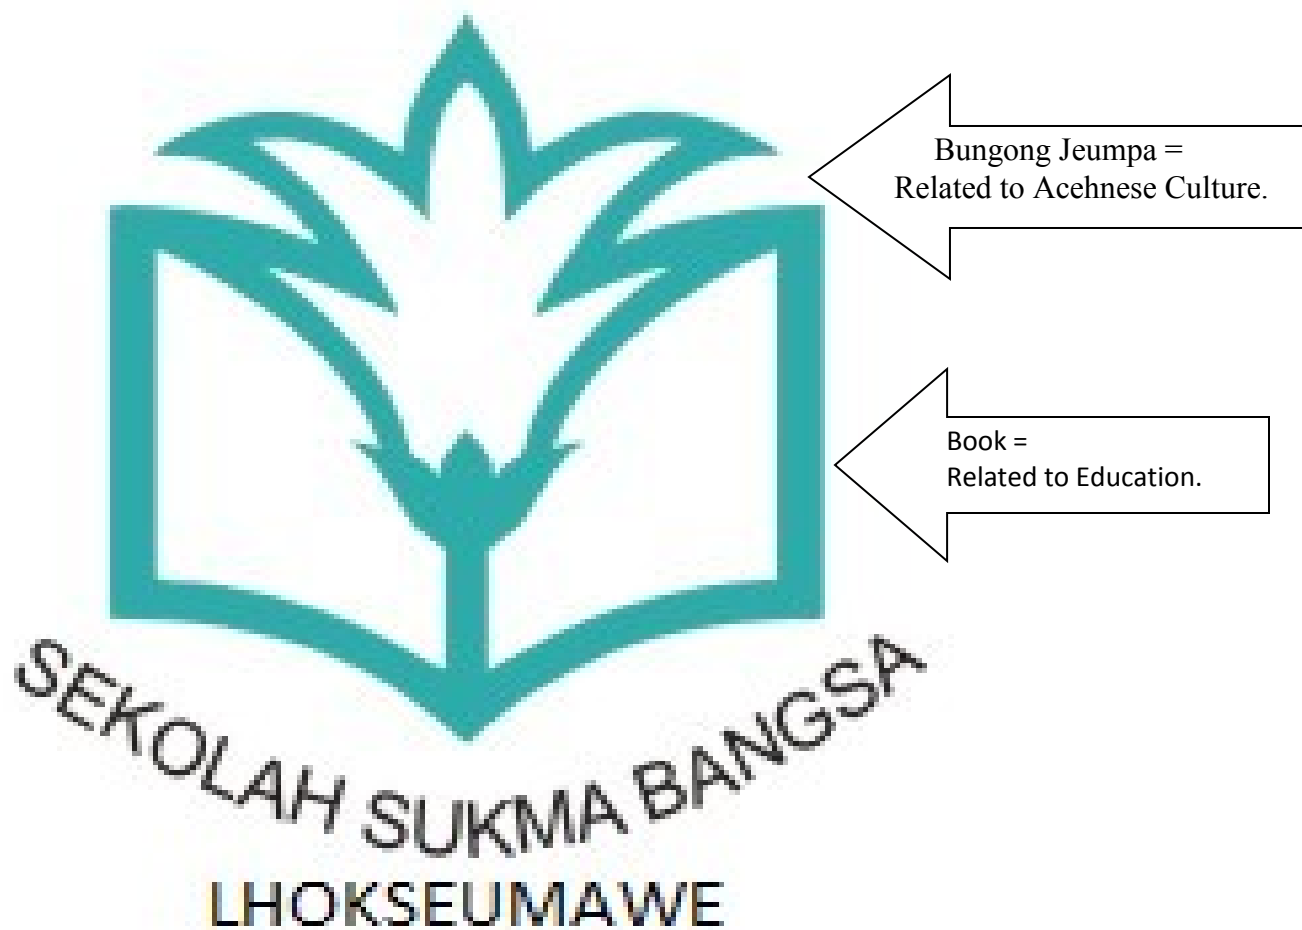 Bungong Jeumpa =
Related to Acehnese Culture.
Book =
Related to Education.
SEKOLAH SUKMA BANGSA
LHOKSEUMAWE